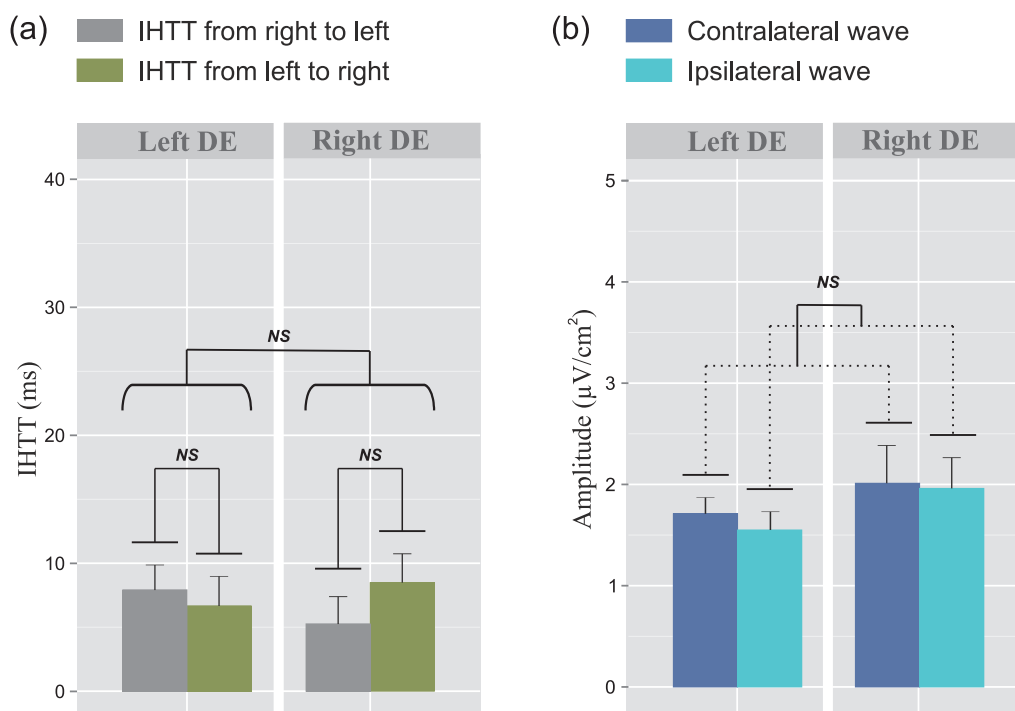 (a)
IHTT from right to left
IHTT from left to right
Left DE
Right DE
40
30
20
10
0
IHTT (ms)
NS
NS
NS
(b)
Contralateral wave
Ipsilateral wave
Left DE
Right DE
5
4
3
2
1
0
Amplitude (µV/cm²)
NS